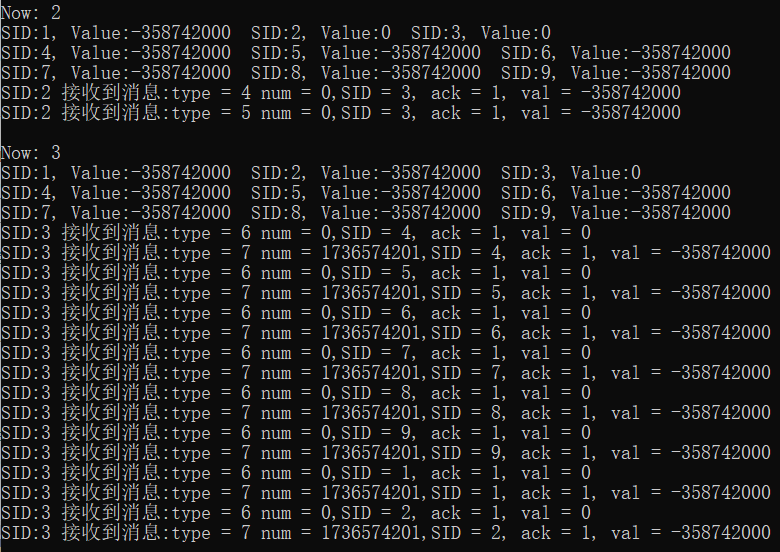 Now: 2
SID:1, Value:-358742000  SID:2, Value:0  SID:3, Value:0
SID:4, Value:-358742000  SID:5, Value:-358742000  SID:6, Value:-358742000
SID:7, Value:-358742000  SID:8, Value:-358742000  SID:9, Value:-358742000
SID:2 接收到消息:type = 4 num = 0,SID = 3, ack = 1, val = -358742000
SID:2 接收到消息:type = 5 num = 0,SID = 3, ack = 1, val = -358742000
Now: 3
SID:1, Value:-358742000  SID:2, Value:-358742000  SID:3, Value:0
SID:4, Value:-358742000  SID:5, Value:-358742000  SID:6, Value:-358742000
SID:7, Value:-358742000  SID:8, Value:-358742000  SID:9, Value:-358742000
SID:3 接收到消息:type = 6 num = 0,SID = 4, ack = 1, val = 0
SID:3 接收到消息:type = 7 num = 1736574201,SID = 4, ack = 1, val = -358742000
SID:3 接收到消息:type = 6 num = 0,SID = 5, ack = 1, val = 0
SID:3 接收到消息:type = 7 num = 1736574201,SID = 5, ack = 1, val = -358742000
SID:3 接收到消息:type = 6 num = 0,SID = 6, ack = 1, val = 0
SID:3 接收到消息:type = 7 num = 1736574201,SID = 6, ack = 1, val = -358742000
SID:3 接收到消息:type = 6 num = 0,SID = 7, ack = 1, val = 0
SID:3 接收到消息:type = 7 num = 1736574201,SID = 7, ack = 1, val = -358742000
SID:3 接收到消息:type = 6 num = 0,SID = 8, ack = 1, val = 0
SID:3 接收到消息:type = 7 num = 1736574201,SID = 8, ack = 1, val = -358742000
SID:3 接收到消息:type = 6 num = 0,SID = 9, ack = 1, val = 0
SID:3 接收到消息:type = 7 num = 1736574201,SID = 9, ack = 1, val = -358742000
SID:3 接收到消息:type = 6 num = 0,SID = 1, ack = 1, val = 0
SID:3 接收到消息:type = 7 num = 1736574201,SID = 1, ack = 1, val = -358742000
SID:3 接收到消息:type = 6 num = 0,SID = 2, ack = 1, val = 0
SID:3 接收到消息:type = 7 num = 1736574201,SID = 2, ack = 1, val = -358742000